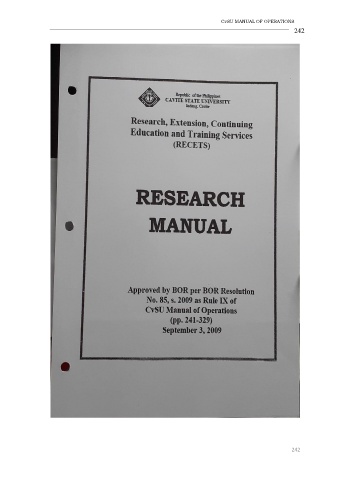 CvSU MANUAL OF OPERATIONS
242
Republic of the Philippines
CAVITE STATE UNIVERSITY
Indang, Cavite
Research, Extension, Continuing
Education and Training Services
(RECETS)
RESEARCH
MANUAL
Approved by BOR per BOR Resolution
No. 85, s. 2009 as Rule IX of
CvSU Manual of Operations
(pp. 241-329)
September 3, 2009
242